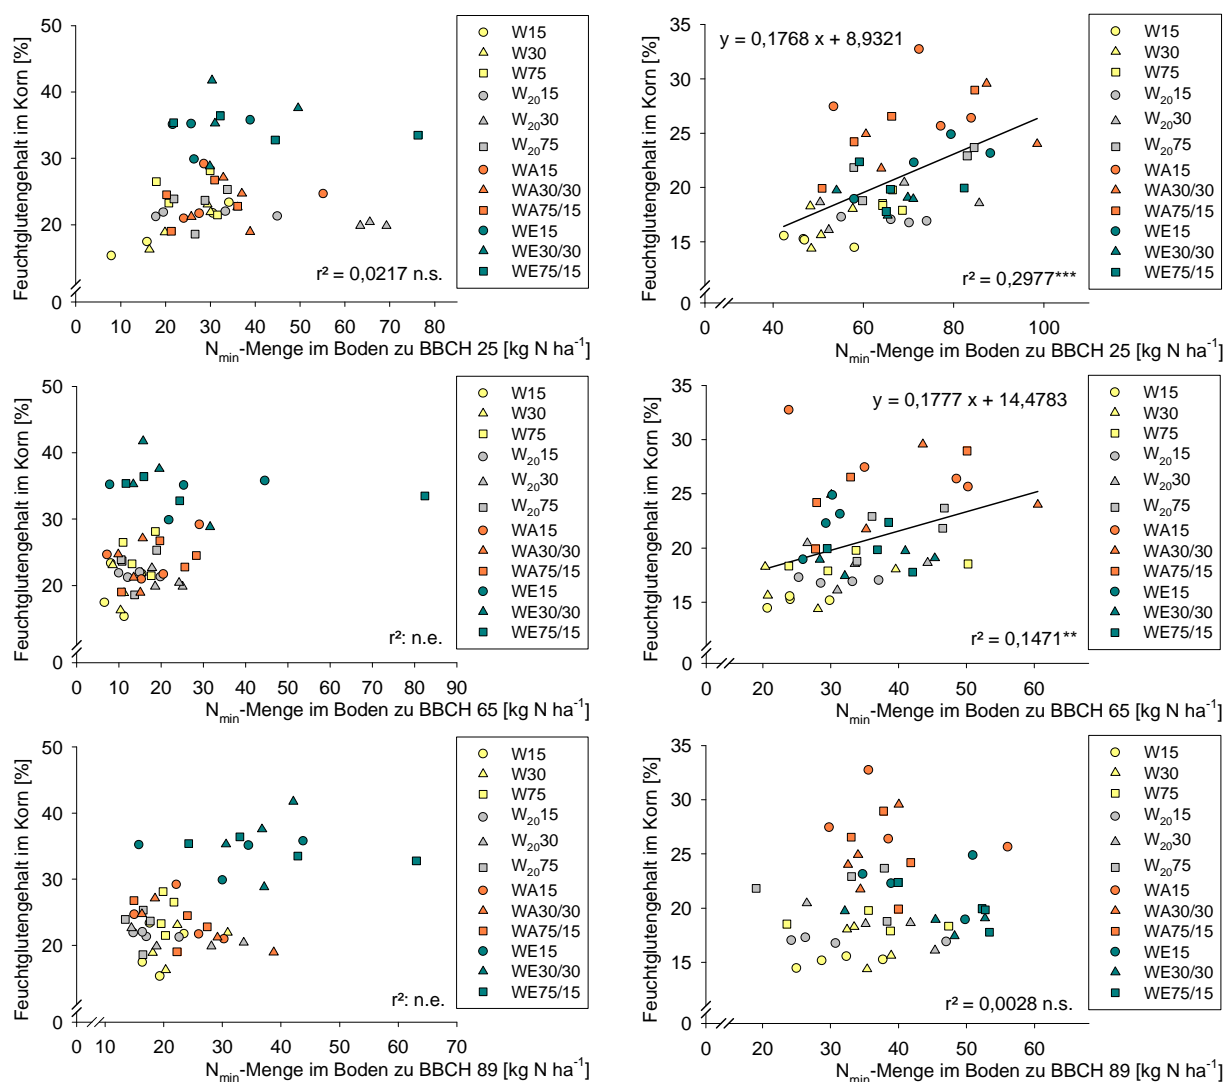 Feuchtglutengehalt im Korn [%]
50
40
30
20
0
r² = 0,0217 n.s.
0 10 20 30 40 50 60 70 80
N_min-Menge im Boden zu BBCH 25 [kg N ha⁻¹]
W15
W30
W75
W₂₀15
W₂₀30
W₂₀75
WA15
WA30/30
WA75/15
WE15
WE30/30
WE75/15
Feuchtglutengehalt im Korn [%]
35
30
25
20
15
0
y = 0,1768 x + 8,9321
r² = 0,2977***
0 40 60 80 100
N_min-Menge im Boden zu BBCH 25 [kg N ha⁻¹]
W15
W30
W75
W₂₀15
W₂₀30
W₂₀75
WA15
WA30/30
WA75/15
WE15
WE30/30
WE75/15
Feuchtglutengehalt im Korn [%]
50
40
30
20
0
r²: n.e.
0 10 20 30 40 50 60 70 80 90
N_min-Menge im Boden zu BBCH 65 [kg N ha⁻¹]
W15
W30
W75
W₂₀15
W₂₀30
W₂₀75
WA15
WA30/30
WA75/15
WE15
WE30/30
WE75/15
Feuchtglutengehalt im Korn [%]
35
30
25
20
15
0
y = 0,1777 x + 14,4783
r² = 0,1471**
0 20 30 40 50 60
N_min-Menge im Boden zu BBCH 65 [kg N ha⁻¹]
W15
W30
W75
W₂₀15
W₂₀30
W₂₀75
WA15
WA30/30
WA75/15
WE15
WE30/30
WE75/15
Feuchtglutengehalt im Korn [%]
50
40
30
20
0
r²: n.e.
0 10 20 30 40 50 60 70
N_min-Menge im Boden zu BBCH 89 [kg N ha⁻¹]
W15
W30
W75
W₂₀15
W₂₀30
W₂₀75
WA15
WA30/30
WA75/15
WE15
WE30/30
WE75/15
Feuchtglutengehalt im Korn [%]
35
30
25
20
15
0
r² = 0,0028 n.s.
0 20 30 40 50 60
N_min-Menge im Boden zu BBCH 89 [kg N ha⁻¹]
W15
W30
W75
W₂₀15
W₂₀30
W₂₀75
WA15
WA30/30
WA75/15
WE15
WE30/30
WE75/15